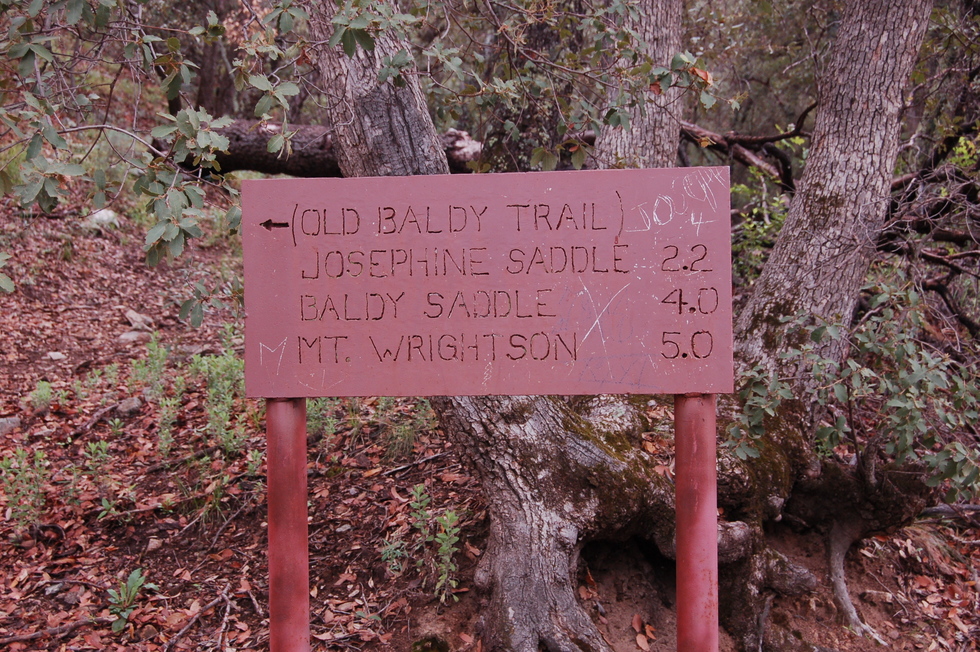 ← (OLD BALDY TRAIL)
JOSEPHINE SADDLE 2.2
BALDY SADDLE 4.0
MT. WRIGHTSON 5.0